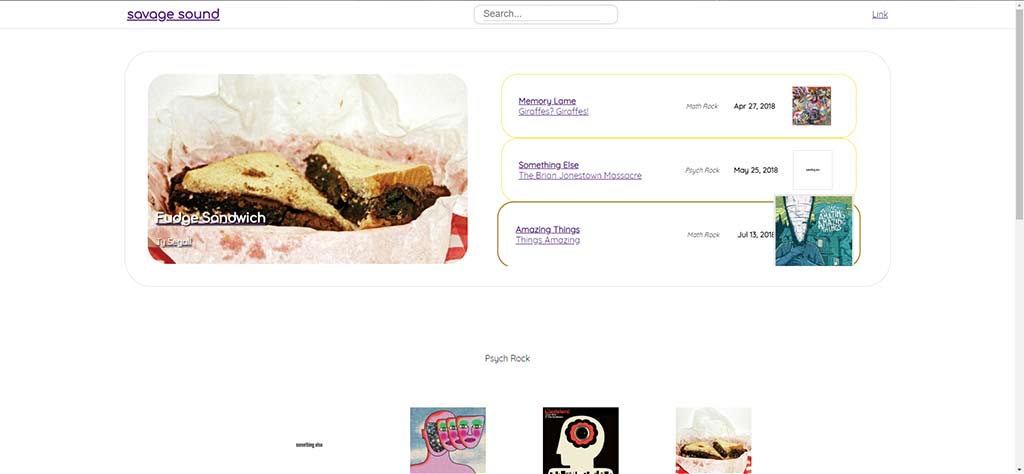 savage sound
Search...
Link
Fudge Sandwich
Ty Segall
Memory Lame
Giraffes? Giraffes!
Math Rock
Apr 27, 2018
Something Else
The Brian Jonestown Massacre
Psych Rock
May 25, 2018
something else
Amazing Things
Things Amazing
Math Rock
Jul 13, 2018
Psych Rock
something else